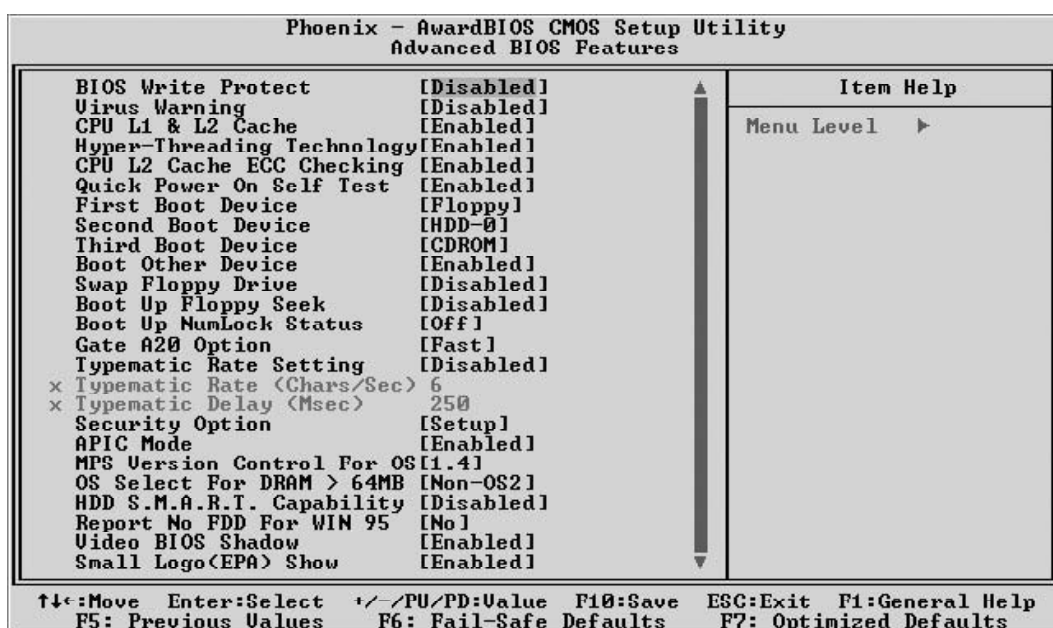 Phoenix - AwardBIOS CMOS Setup Utility
Advanced BIOS Features
BIOS Write Protect [Disabled]
Virus Warning [Disabled]
CPU L1 & L2 Cache [Enabled]
Hyper-Threading Technology[Enabled]
CPU L2 Cache ECC Checking [Enabled]
Quick Power On Self Test [Enabled]
First Boot Device [Floppy]
Second Boot Device [HDD-0]
Third Boot Device [CDROM]
Boot Other Device [Enabled]
Swap Floppy Drive [Disabled]
Boot Up Floppy Seek [Disabled]
Boot Up NumLock Status [Off]
Gate A20 Option [Fast]
Typematic Rate Setting [Disabled]
x Typematic Rate (Chars/Sec) 6
x Typematic Delay (Msec) 250
Security Option [Setup]
APIC Mode [Enabled]
MPS Version Control For OS[1.4]
OS Select For DRAM > 64MB [Non-OS2]
HDD S.M.A.R.T. Capability [Disabled]
Report No FDD For WIN 95 [No]
Video BIOS Shadow [Enabled]
Small Logo(EPA) Show [Enabled]
Item Help
Menu Level ▶
↑↓←:Move Enter:Select +/-/PU/PD:Value F10:Save ESC:Exit F1:General Help
F5: Previous Values F6: Fail-Safe Defaults F7: Optimized Defaults